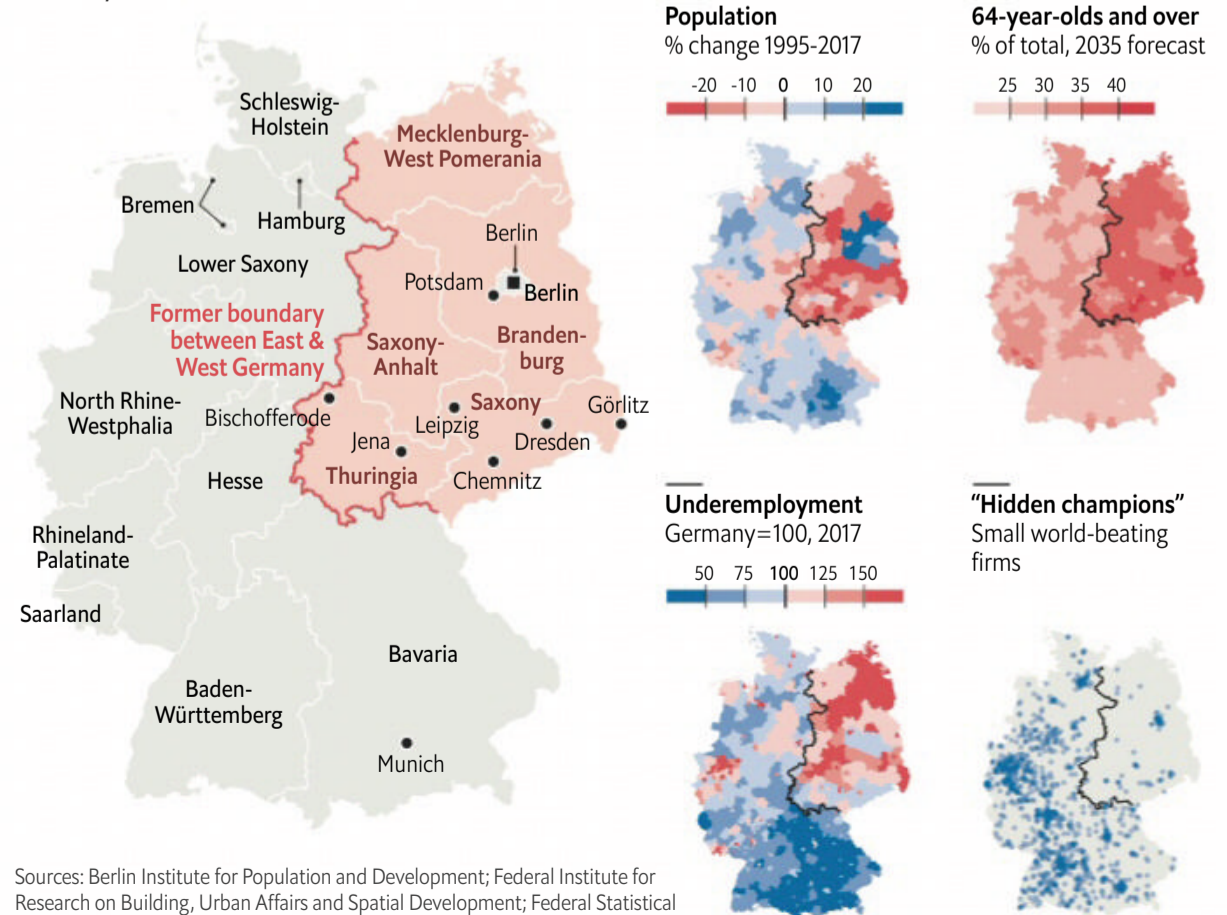 Schleswig-
Holstein
Mecklenburg-
West Pomerania
Bremen
Hamburg
Berlin
Lower Saxony
Potsdam
Berlin
Former boundary
between East &
West Germany
Saxony-
Anhalt
Branden-
burg
North Rhine-
Westphalia
Bischofferode
Leipzig
Saxony
Görlitz
Jena
Dresden
Thuringia
Chemnitz
Hesse
Rhineland-
Palatinate
Saarland
Bavaria
Baden-
Württemberg
Munich
Population
% change 1995-2017
-20 -10 0 10 20
64-year-olds and over
% of total, 2035 forecast
25 30 35 40
Underemployment
Germany=100, 2017
50 75 100 125 150
“Hidden champions”
Small world-beating
firms
Sources: Berlin Institute for Population and Development; Federal Institute for
Research on Building, Urban Affairs and Spatial Development; Federal Statistical